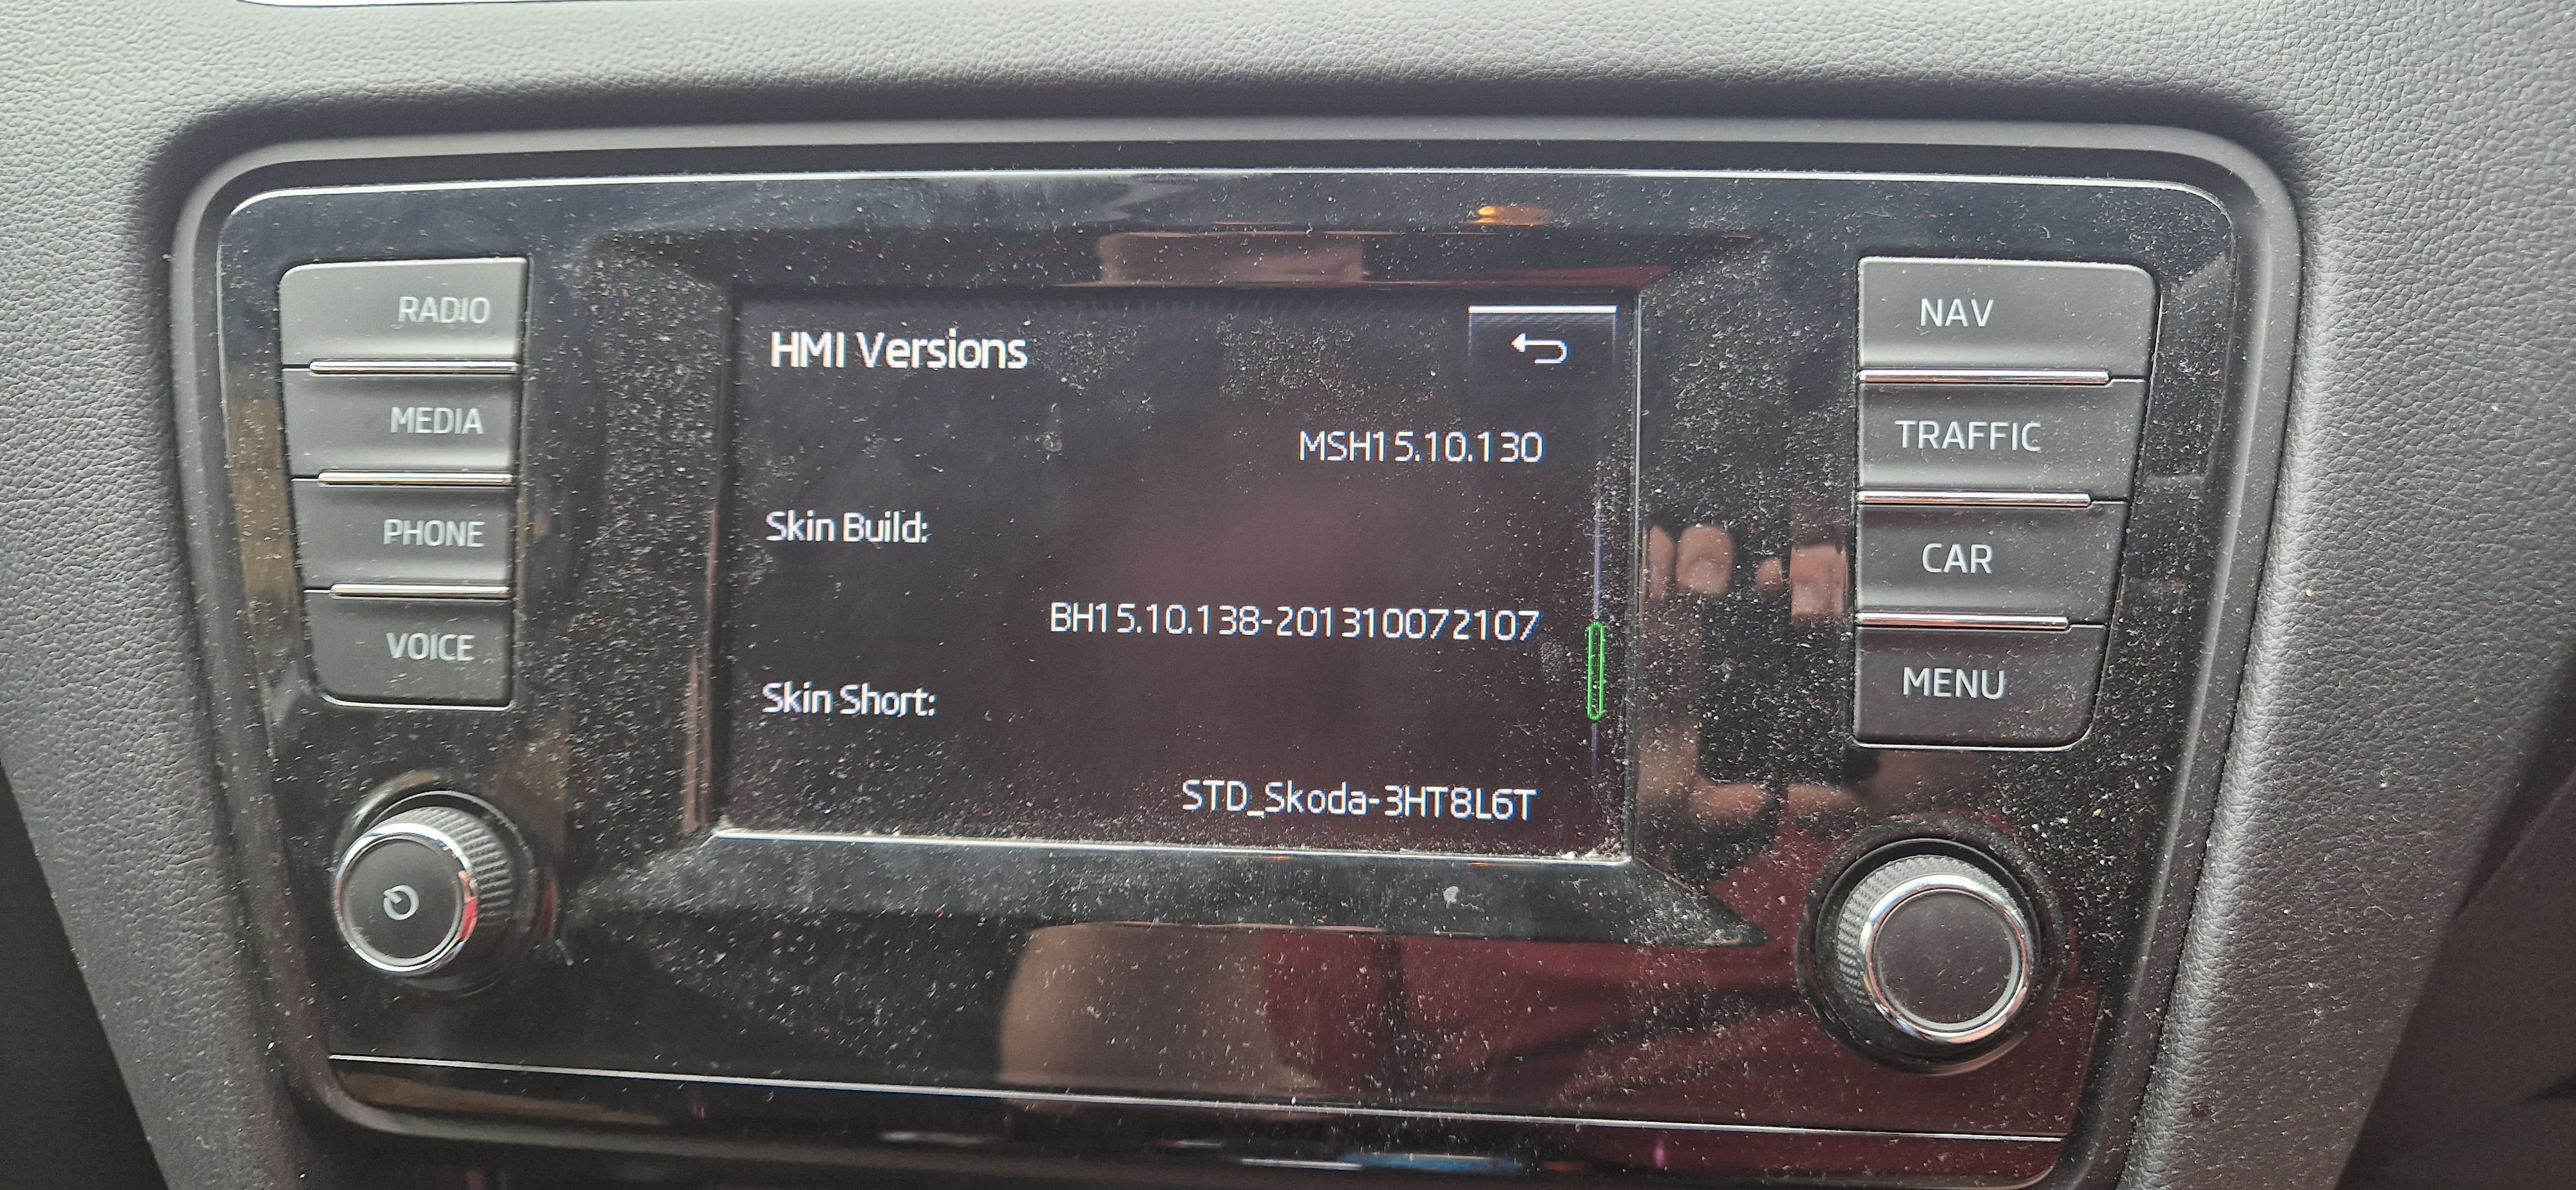 RADIO
MEDIA
PHONE
VOICE
HMI Versions
MSH15.10.130
Skin Build:
BH15.10.138-201310072107
Skin Short:
STD_Skoda-3HT8L6T
NAV
TRAFFIC
CAR
MENU